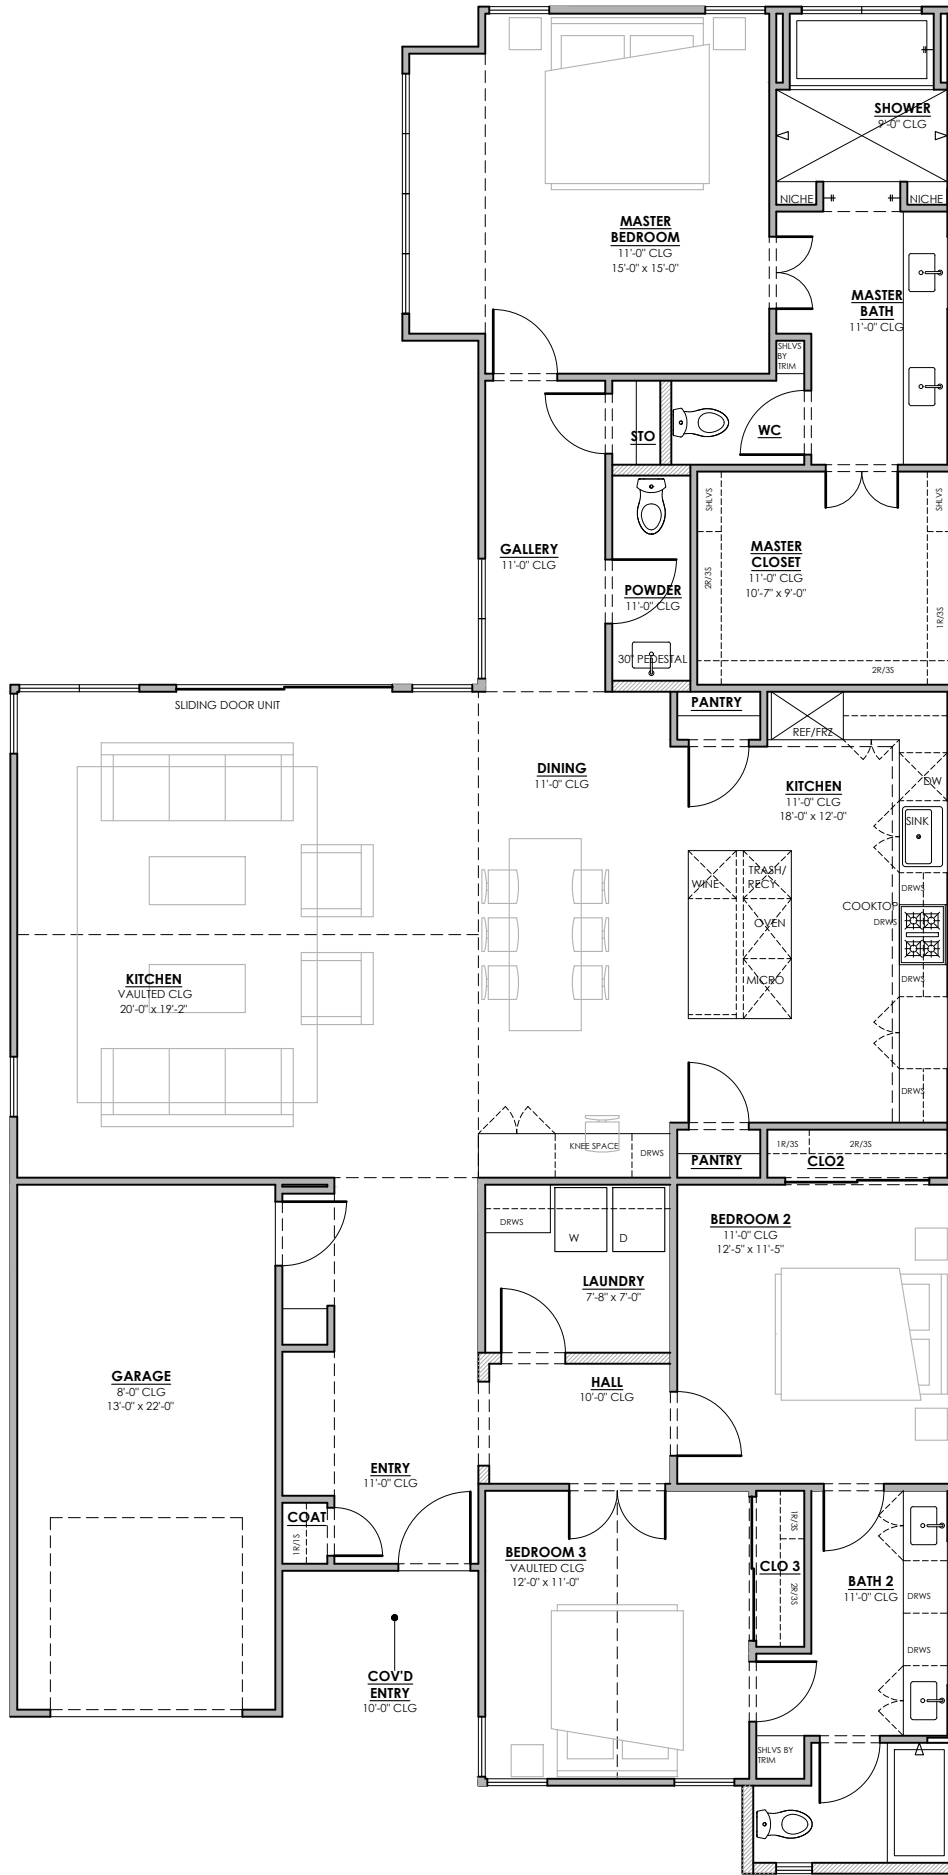 SHOWER
9'-0" CLG
NICHE
NICHE
MASTER
BEDROOM
11'-0" CLG
15'-0" x 15'-0"
MASTER
BATH
11'-0" CLG
SHLVS
BY
TRIM
STO
WC
SHLVS
SHLVS
GALLERY
11'-0" CLG
MASTER
CLOSET
11'-0" CLG
10'-7" x 9'-0"
2R/3S
1R/3S
2R/3S
POWDER
11'-0" CLG
30" PEDESTAL
SLIDING DOOR UNIT
PANTRY
REF/FRZ
DINING
11'-0" CLG
KITCHEN
11'-0" CLG
18'-0" x 12'-0"
DW
SINK
WINE
TRASH/
RECY
DRWS
COOKTOP
DRWS
OVEN
MICRO
DRWS
KITCHEN
VAULTED CLG
20'-0" x 19'-2"
DRWS
KNEE SPACE
DRWS
PANTRY
1R/3S
2R/3S
CLO2
DRWS
W
D
BEDROOM 2
11'-0" CLG
12'-5" x 11'-5"
LAUNDRY
7'-8" x 7'-0"
GARAGE
8'-0" CLG
13'-0" x 22'-0"
HALL
10'-0" CLG
ENTRY
11'-0" CLG
COAT
1R/1S
BEDROOM 3
VAULTED CLG
12'-0" x 11'-0"
1R/3S
CLO 3
2R/3S
BATH 2
11'-0" CLG
DRWS
DRWS
COV'D
ENTRY
10'-0" CLG
SHLVS BY
TRIM